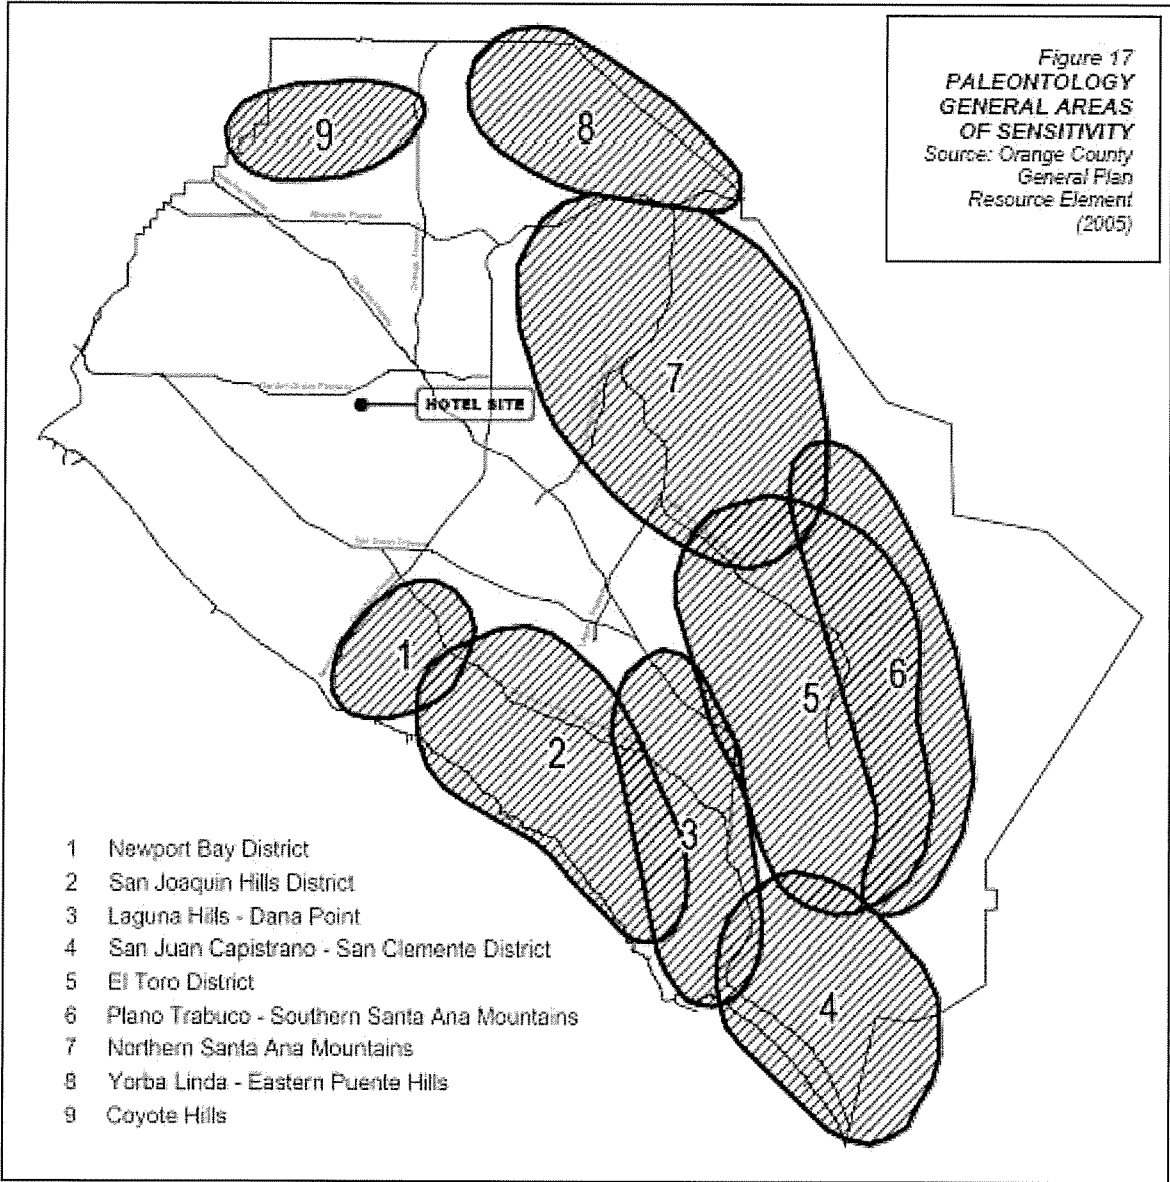 Figure 17
PALEONTOLOGY
GENERAL AREAS
OF SENSITIVITY
Source: Orange County
General Plan
Resource Element
(2005)
9
8
7
HOTEL SITE
1
6
5
2
3
4
1 Newport Bay District
2 San Joaquin Hills District
3 Laguna Hills - Dana Point
4 San Juan Capistrano - San Clemente District
5 El Toro District
6 Plano Trabuco - Southern Santa Ana Mountains
7 Northern Santa Ana Mountains
8 Yorba Linda - Eastern Puente Hills
9 Coyote Hills